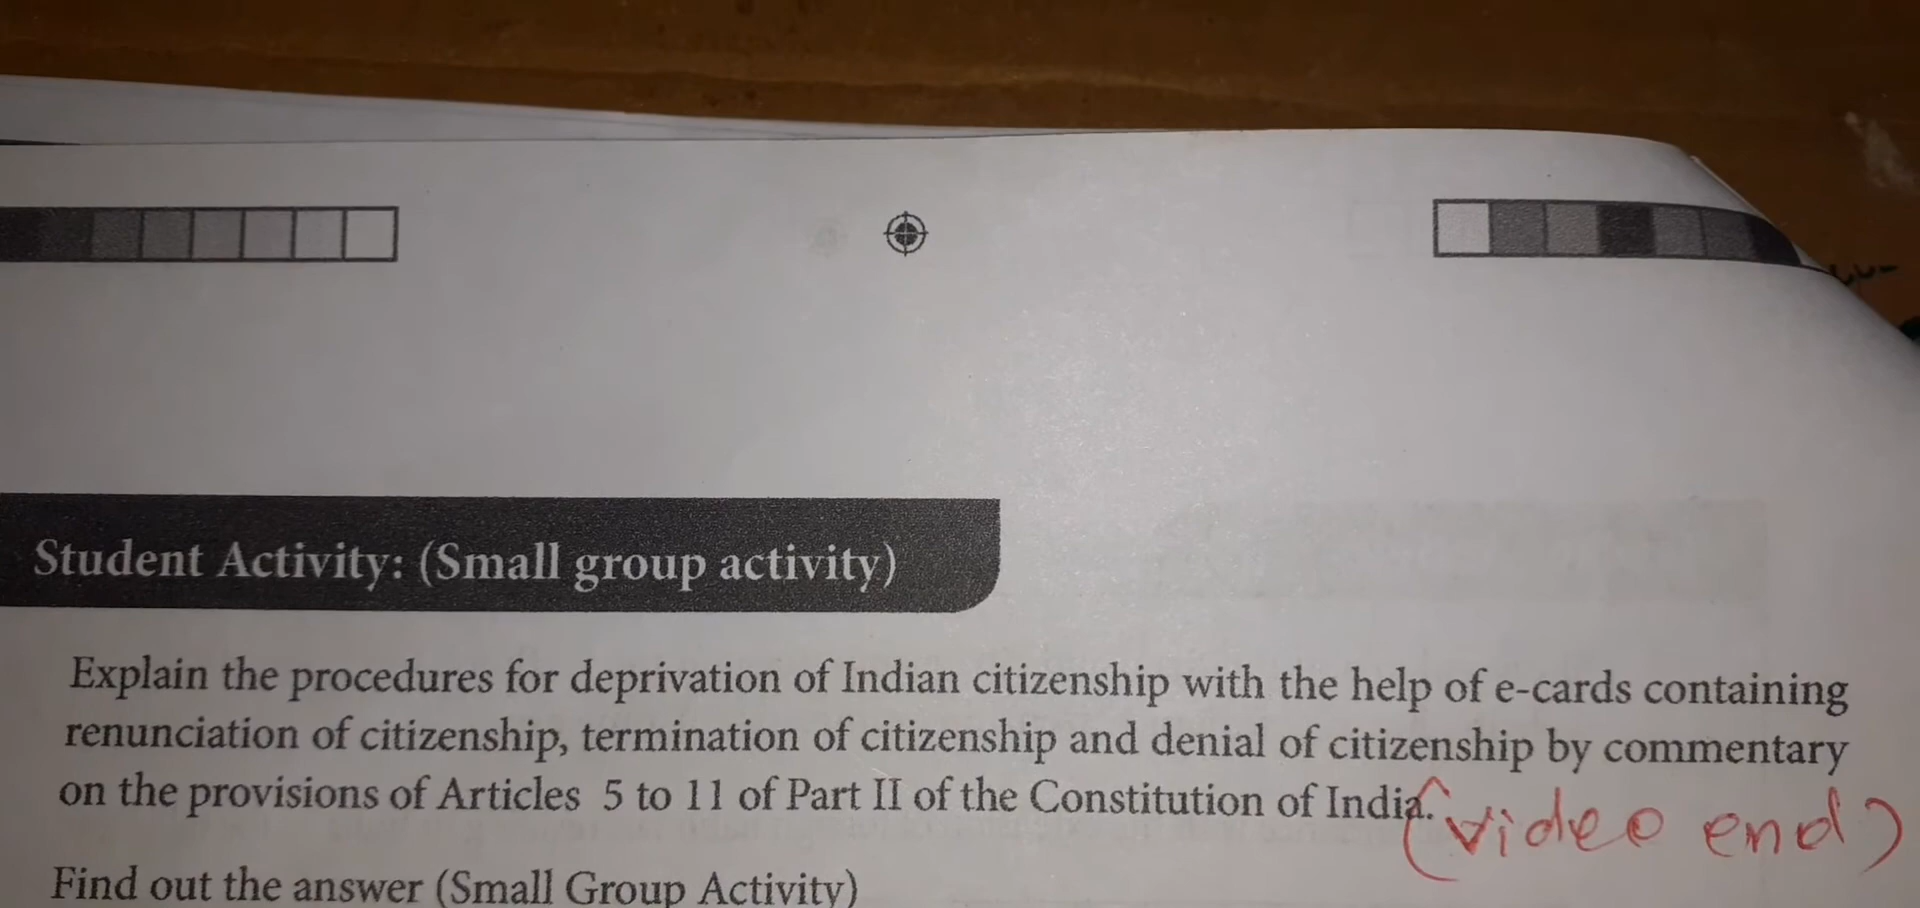 Student Activity: (Small group activity)
Explain the procedures for deprivation of Indian citizenship with the help of e-cards containing
renunciation of citizenship, termination of citizenship and denial of citizenship by commentary
on the provisions of Articles 5 to 11 of Part II of the Constitution of India.
(video end)
Find out the answer (Small Group Activity)